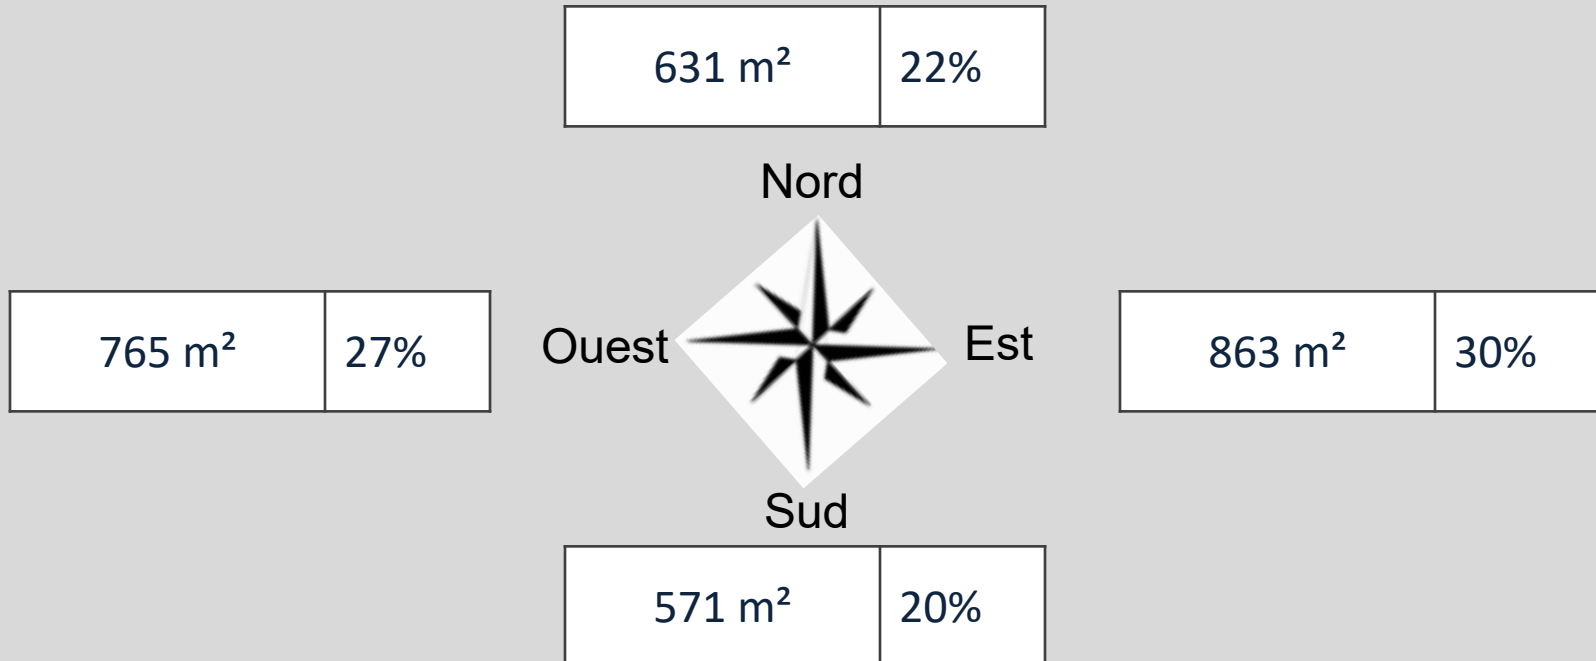 631 m² 22%
Nord
765 m² 27% Ouest Est 863 m² 30%
Sud
571 m² 20%